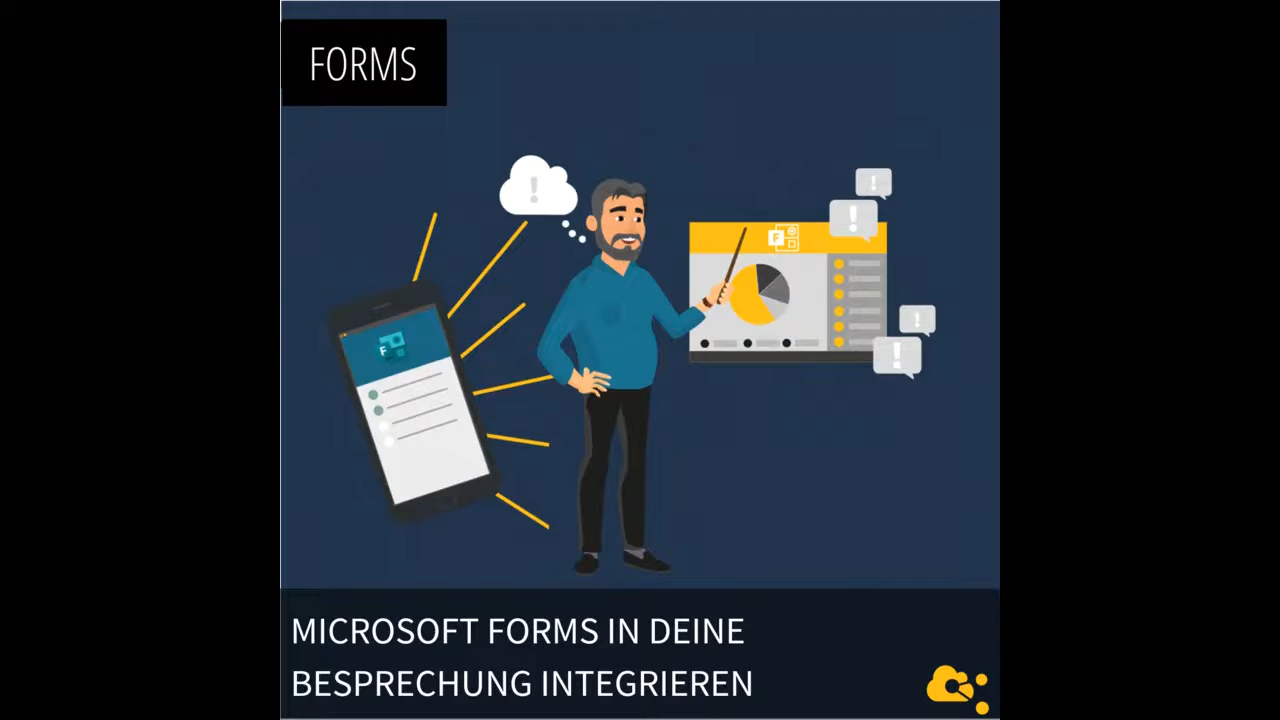 FORMS
!
!
!
F
!
!
F
MICROSOFT FORMS IN DEINE
BESPRECHUNG INTEGRIEREN